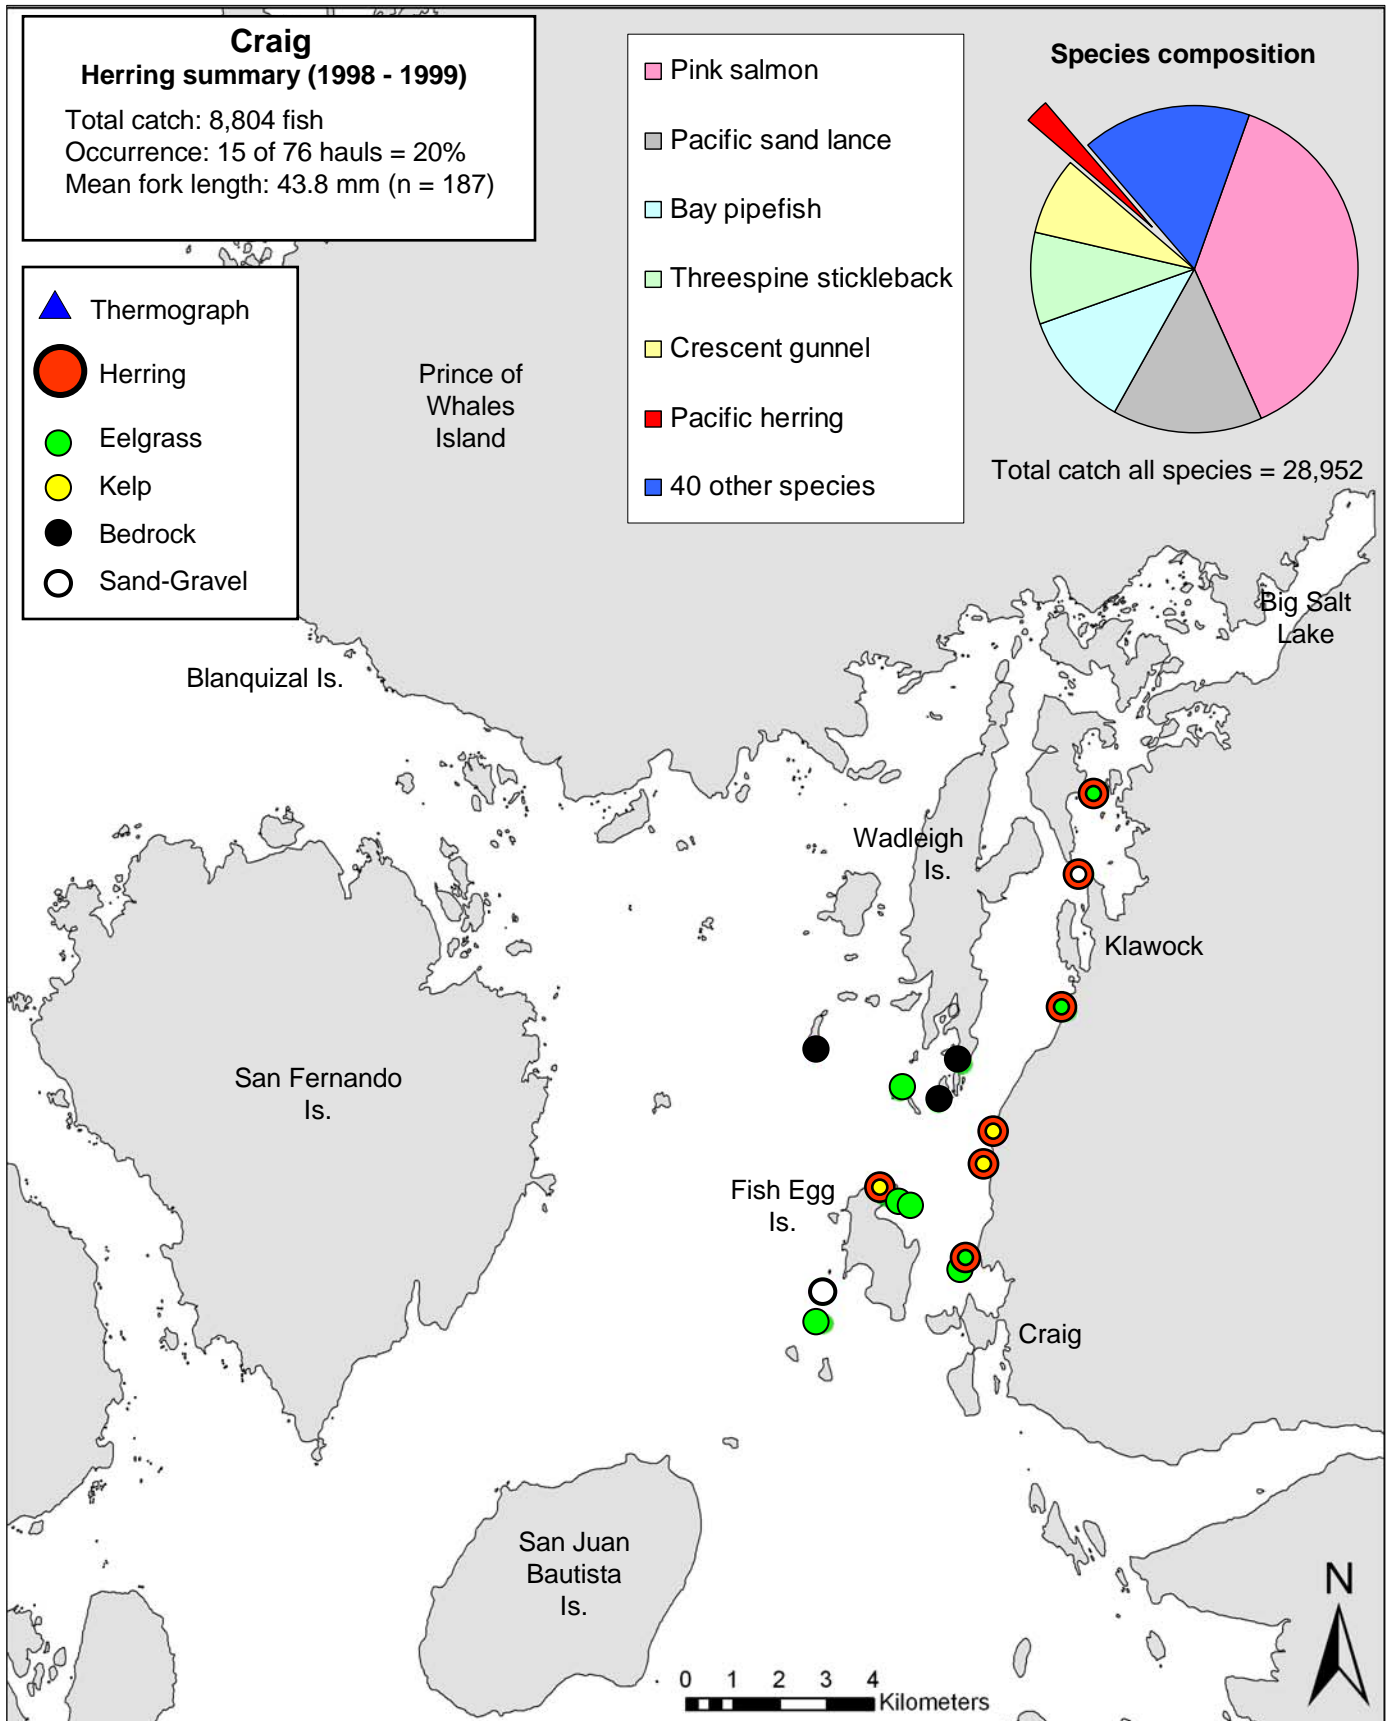 Craig
Herring summary (1998 - 1999)
Total catch: 8,804 fish
Occurrence: 15 of 76 hauls = 20%
Mean fork length: 43.8 mm (n = 187)
Thermograph
Herring
Eelgrass
Kelp
Bedrock
Sand-Gravel
Pink salmon
Pacific sand lance
Bay pipefish
Threespine stickleback
Crescent gunnel
Pacific herring
40 other species
Species composition
Total catch all species = 28,952
Prince of
Whales
Island
Big Salt
Lake
Blanquizal Is.
Wadleigh
Is.
Klawock
San Fernando
Is.
Fish Egg
Is.
Craig
San Juan
Bautista
Is.
N
0 1 2 3 4
Kilometers